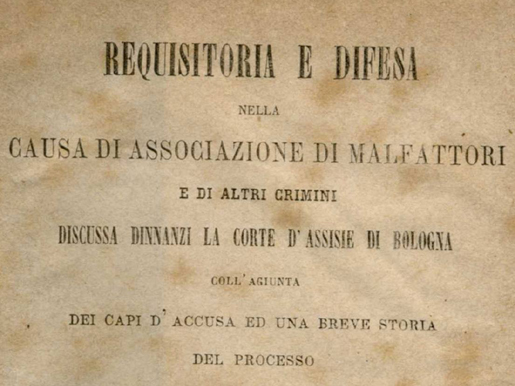 REQUISITORIA E DIFESA
NELLA
CAUSA DI ASSOCIAZIONE DI MALFATTORI
E DI ALTRI CRIMINI
DISCUSSA DINNANZI LA CORTE D'ASSISIE DI BOLOGNA
COLL'AGIUNTA
DEI CAPI D'ACCUSA ED UNA BREVE STORIA
DEL PROCESSO